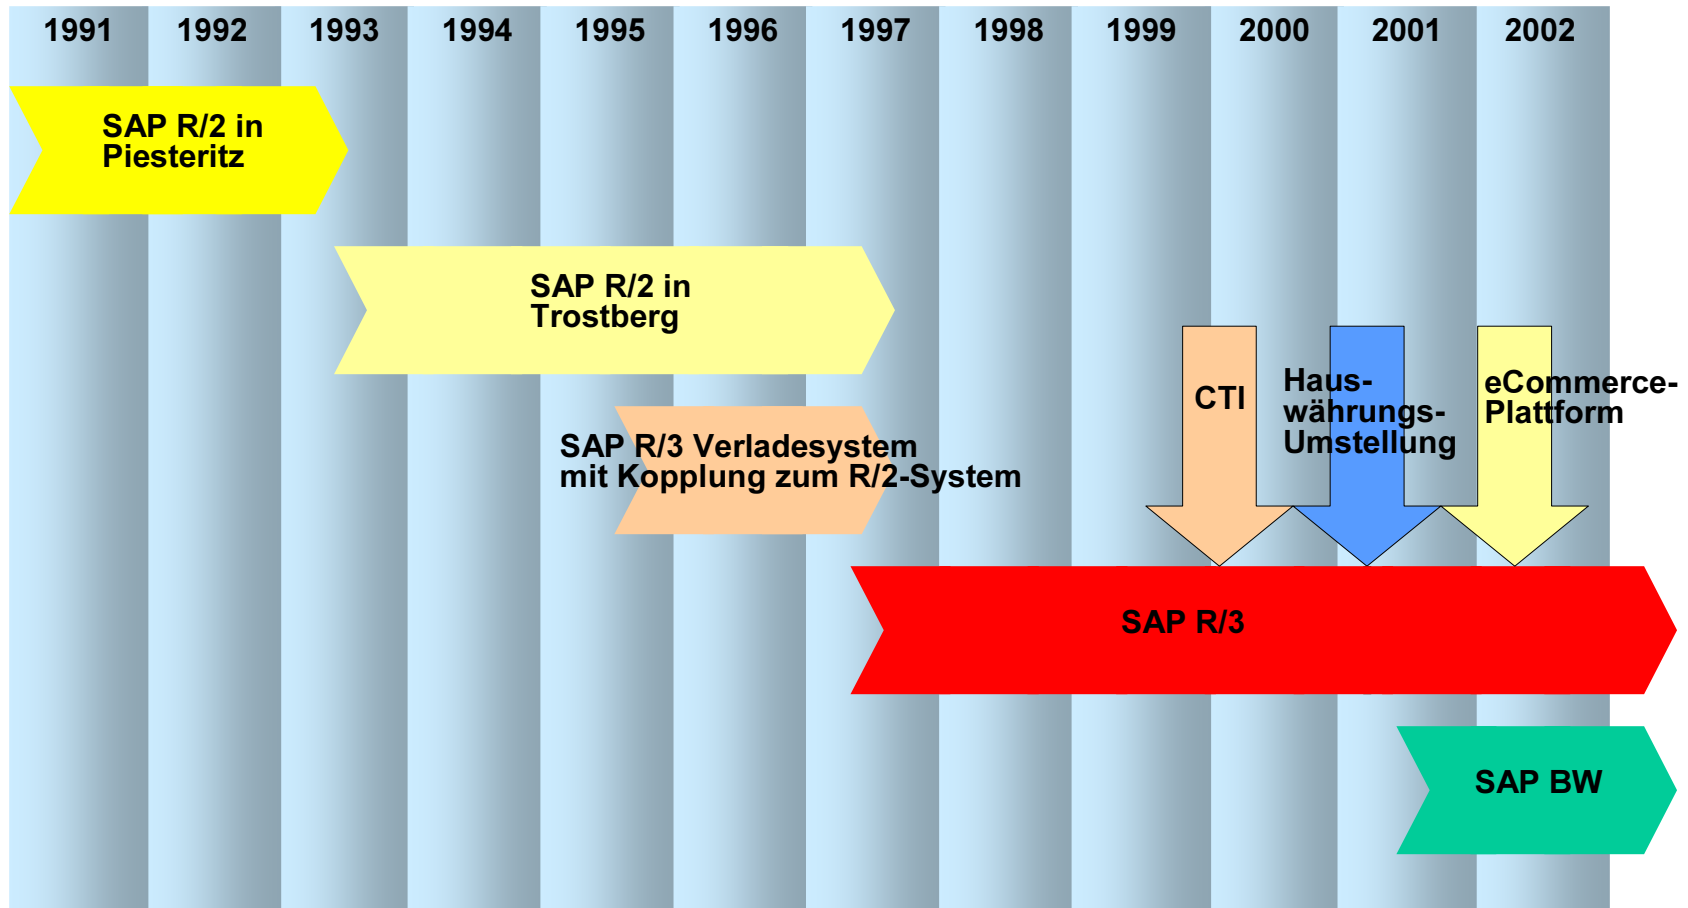 1991 1992 1993 1994 1995 1996 1997 1998 1999 2000 2001 2002
SAP R/2 in
Piesteritz
SAP R/2 in
Trostberg
SAP R/3 Verladesystem
mit Kopplung zum R/2-System
CTI
Haus-
währungs-
Umstellung
eCommerce-
Plattform
SAP R/3
SAP BW